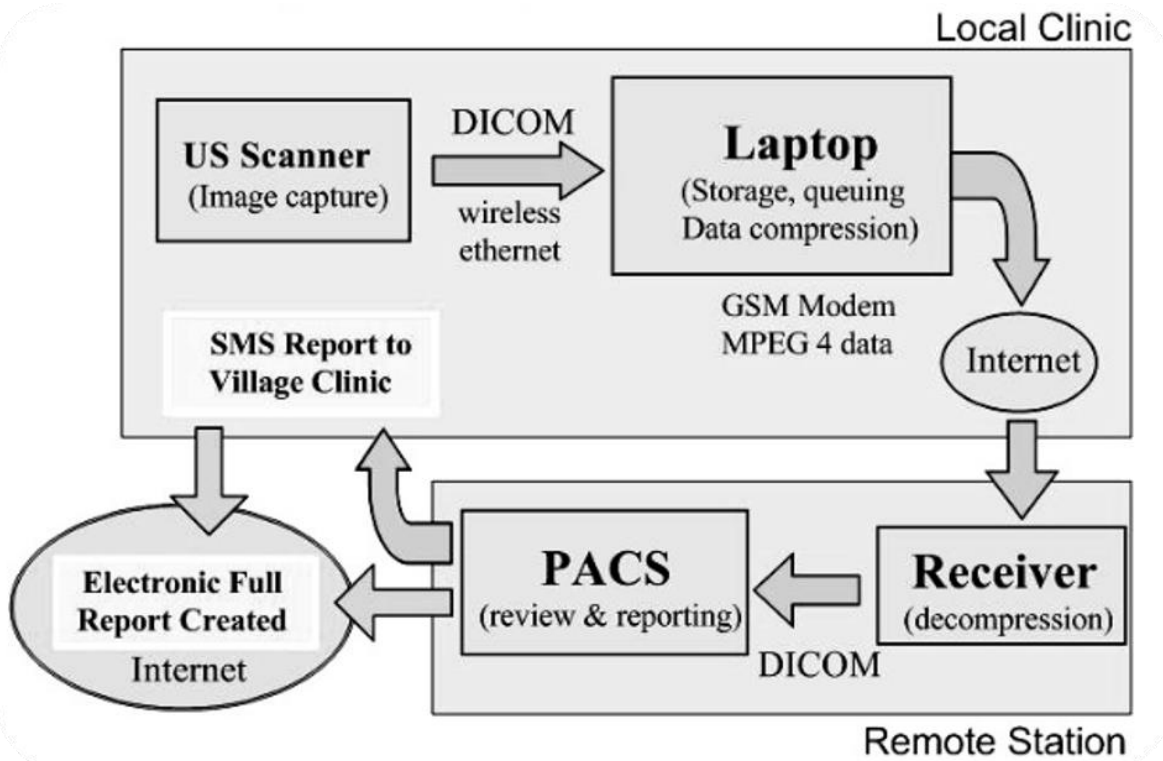 Local Clinic
US Scanner
(Image capture)
DICOM
wireless
ethernet
Laptop
(Storage, queuing
Data compression)
GSM Modem
MPEG 4 data
Internet
SMS Report to
Village Clinic
Electronic Full
Report Created
Internet
PACS
(review & reporting)
DICOM
Receiver
(decompression)
Remote Station